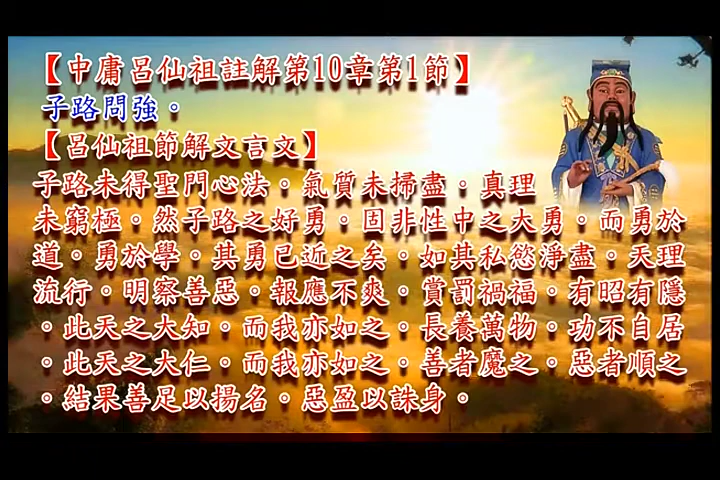 【中庸呂仙祖註解第10章第1節】
子路問強。
【呂仙祖節解文言文】
子路未得聖門心法。氣質未掃盡。真理
未窮極。然子路之好勇。固非性中之大勇。而勇於
道。勇於學。其勇已近之矣。如其私慾淨盡。天理
流行。明察善惡。報應不爽。賞罰禍福。有昭有隱
。此天之大知。而我亦如之。長養萬物。功不自居
。此天之大仁。而我亦如之。善者魔之。惡者順之
。結果善足以揚名。惡盈以誅身。